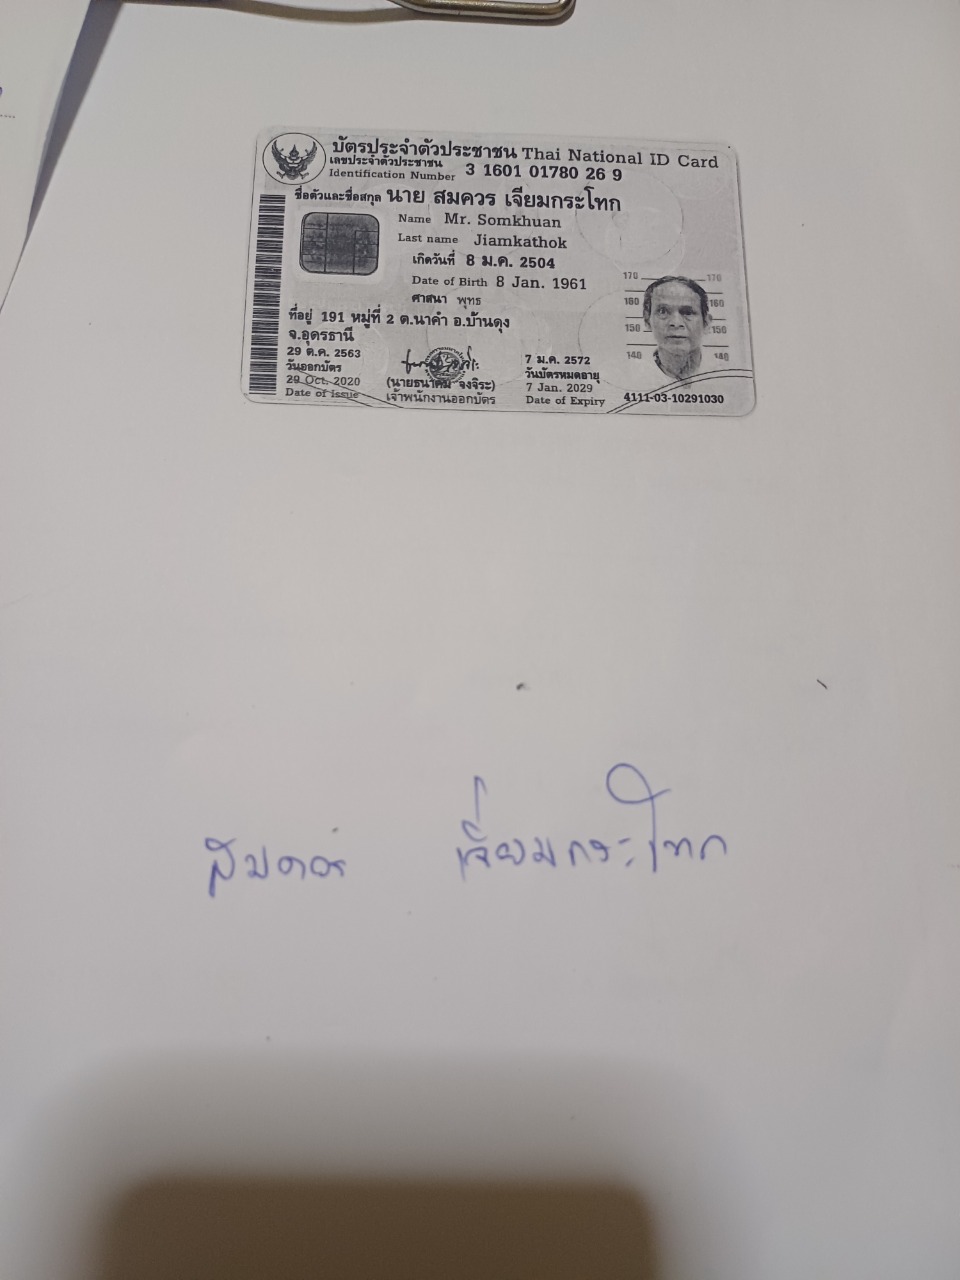 บัตรประจำตัวประชาชน Thai National ID Card
เลขประจำตัวประชาชน
Identification Number 3 1601 01780 26 9
ชื่อตัวและชื่อสกุล นาย สมควร เจียมกระโทก
Name Mr. Somkhuan
Last name Jiamkathok
เกิดวันที่ 8 ม.ค. 2504
Date of Birth 8 Jan. 1961
ศาสนา พุทธ
ที่อยู่ 191 หมู่ที่ 2 ต.นาคำ อ.บ้านดุง
จ.อุดรธานี
29 ต.ค. 2563
วันออกบัตร
29 Oct. 2020
Date of Issue
(นายธนาคม จงจิระ)
เจ้าพนักงานออกบัตร
7 ม.ค. 2572
วันบัตรหมดอายุ
7 Jan. 2029
Date of Expiry
170 170
160 160
150 150
140 140
4111-03-10291030
สมควร เจียมกระโทก